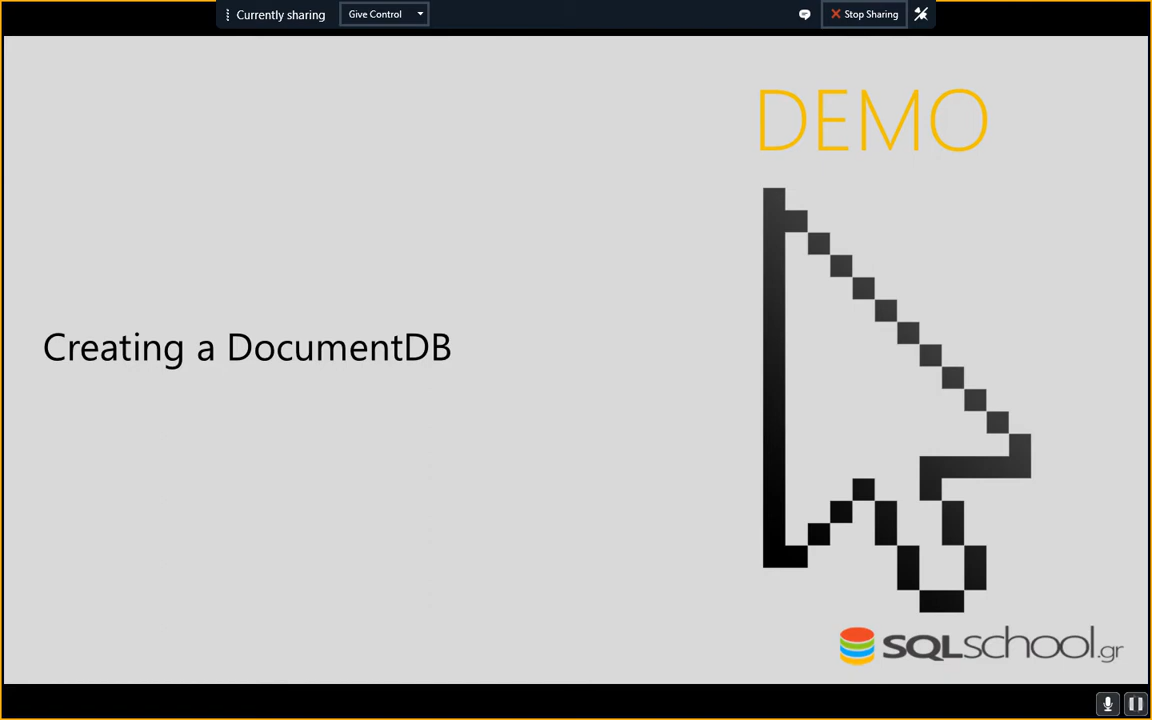 Currently sharing
Give Control
Stop Sharing
DEMO
Creating a DocumentDB
SQLschool.gr